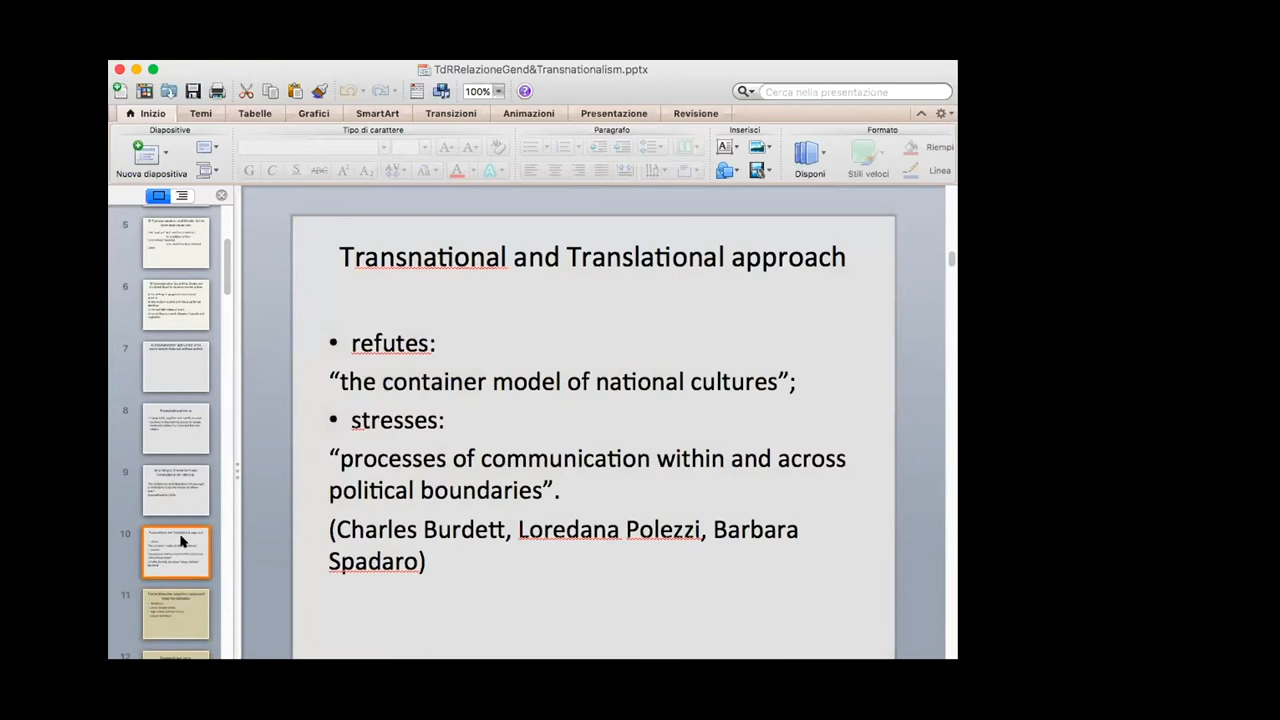 TdRRelazioneGend&Transnationalism.pptx
100%
Cerca nella presentazione
Inizio
Temi
Tabelle
Grafici
SmartArt
Transizioni
Animazioni
Presentazione
Revisione
Diapositive
Tipo di carattere
Paragrafo
Inserisci
Formato
Nuova diapositiva
Disponi
Stili veloci
Riempi
Linea
5
6
7
8
9
10
11
12
Transnational and Translational approach
• refutes:
“the container model of national cultures”;
• stresses:
“processes of communication within and across
political boundaries”.
(Charles Burdett, Loredana Polezzi, Barbara
Spadaro)